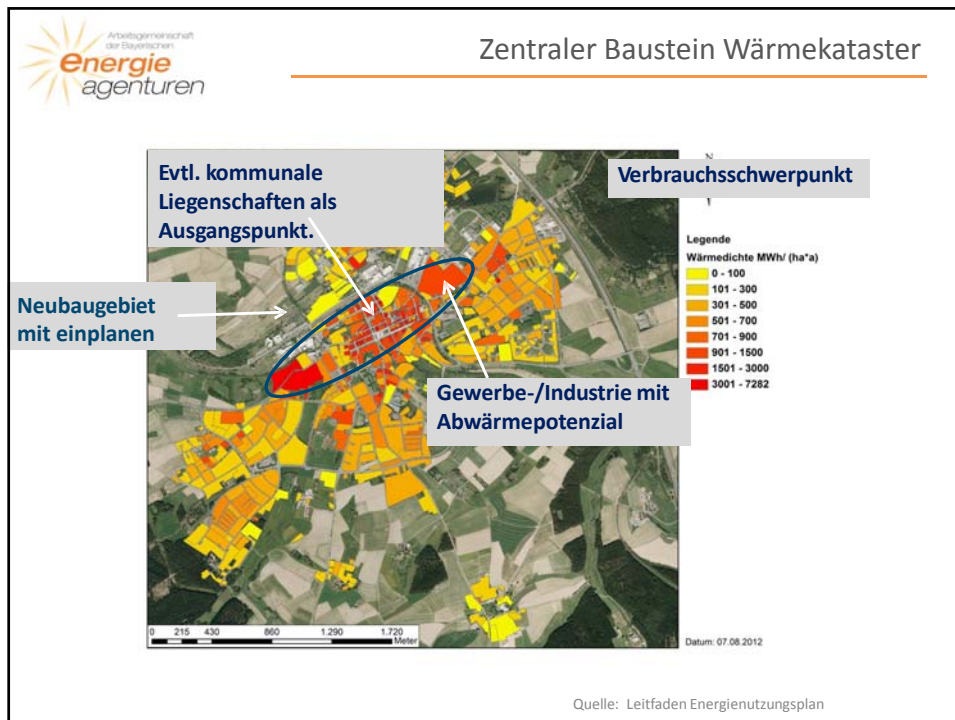 Arbeitsgemeinschaft
der Bayerischen
energie
agenturen
Zentraler Baustein Wärmekataster
Evtl. kommunale
Liegenschaften als
Ausgangspunkt.
Verbrauchsschwerpunkt
N
Neubaugebiet
mit einplanen
Gewerbe-/Industrie mit
Abwärmepotenzial
Legende
Wärmedichte MWh/ (ha*a)
0 - 100
101 - 300
301 - 500
501 - 700
701 - 900
901 - 1500
1501 - 3000
3001 - 7282
0 215 430 860 1.290 1.720
Meter
Datum: 07.08.2012
Quelle: Leitfaden Energienutzungsplan